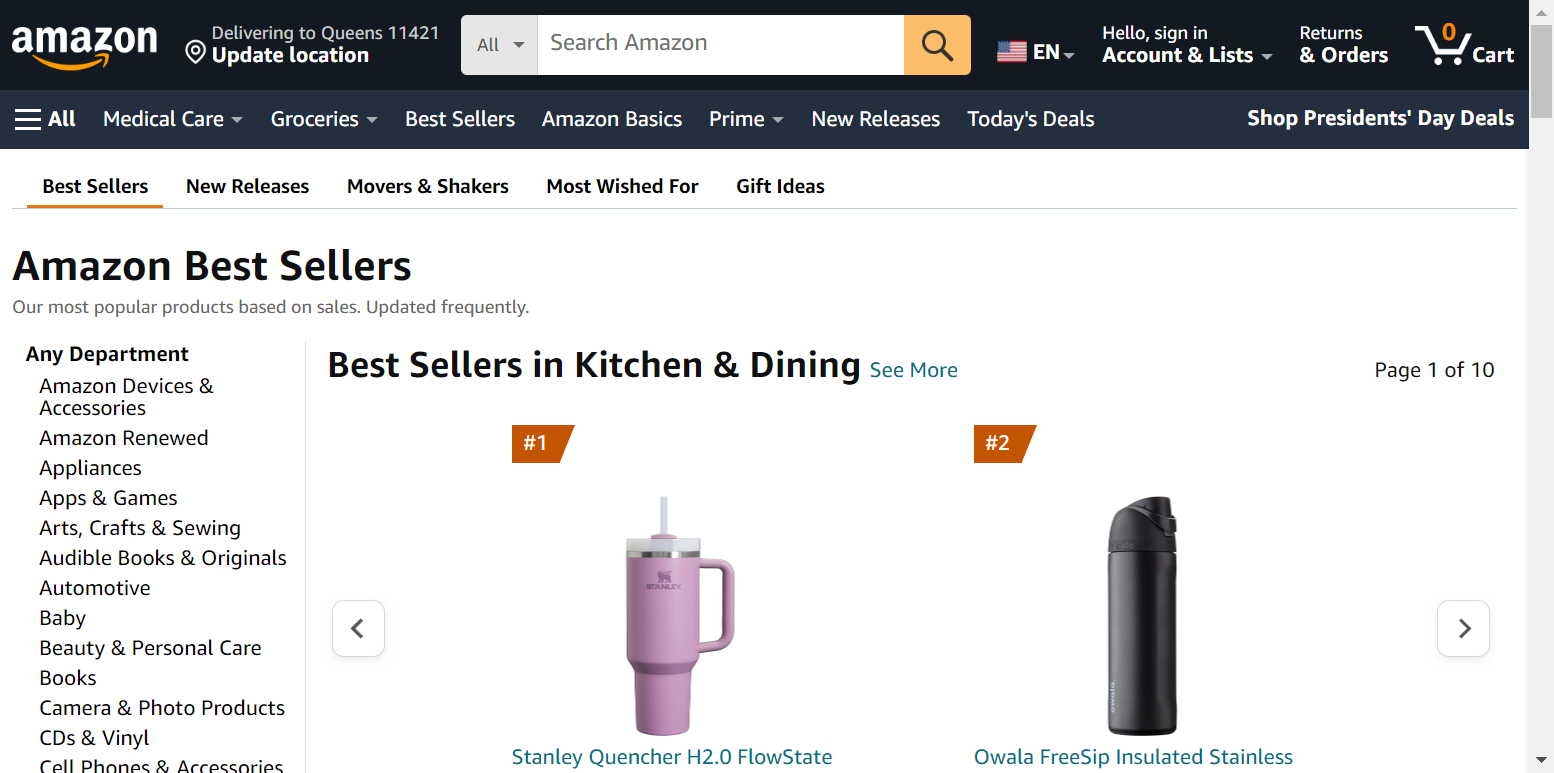 amazon
Delivering to Queens 11421
Update location
All
Search Amazon
EN
Hello, sign in
Account & Lists
Returns
& Orders
0
Cart
All
Medical Care
Groceries
Best Sellers
Amazon Basics
Prime
New Releases
Today's Deals
Shop Presidents' Day Deals
Best Sellers
New Releases
Movers & Shakers
Most Wished For
Gift Ideas
Amazon Best Sellers
Our most popular products based on sales. Updated frequently.
Any Department
Amazon Devices &
Accessories
Amazon Renewed
Appliances
Apps & Games
Arts, Crafts & Sewing
Audible Books & Originals
Automotive
Baby
Beauty & Personal Care
Books
Camera & Photo Products
CDs & Vinyl
Cell Phones & Accessories
Best Sellers in Kitchen & Dining See More
Page 1 of 10
#1
STANLEY
Stanley Quencher H2.0 FlowState
#2
owala
Owala FreeSip Insulated Stainless